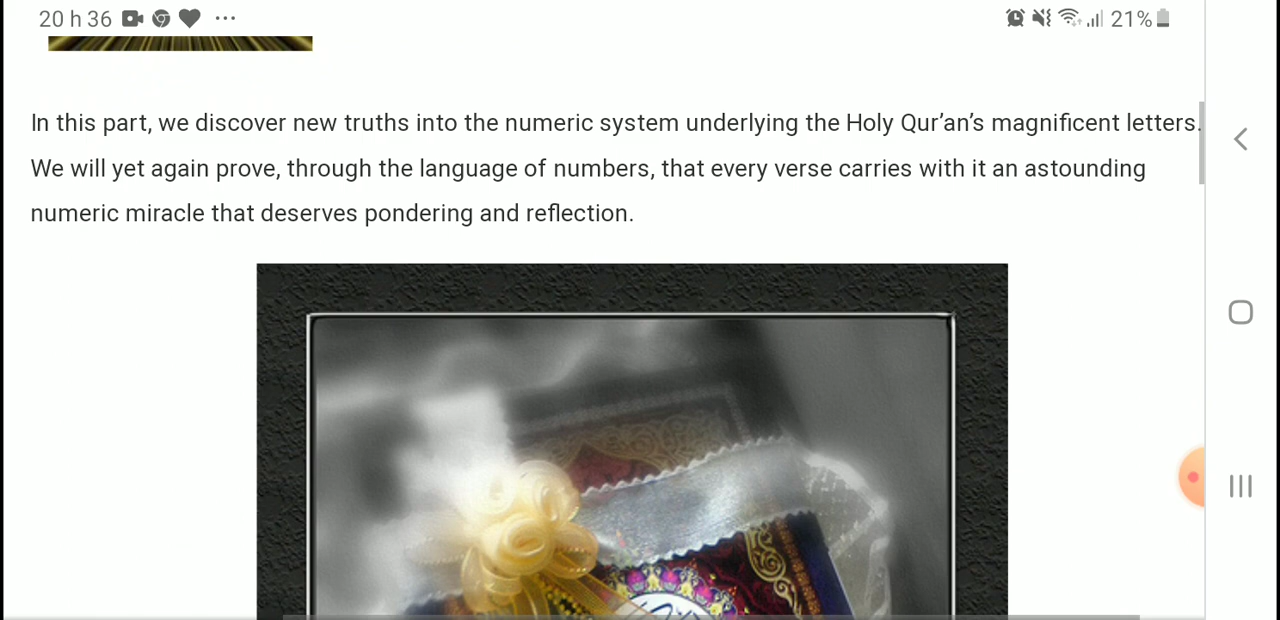 20 h 36 21%
In this part, we discover new truths into the numeric system underlying the Holy Qur’an’s magnificent letters.
We will yet again prove, through the language of numbers, that every verse carries with it an astounding
numeric miracle that deserves pondering and reflection.